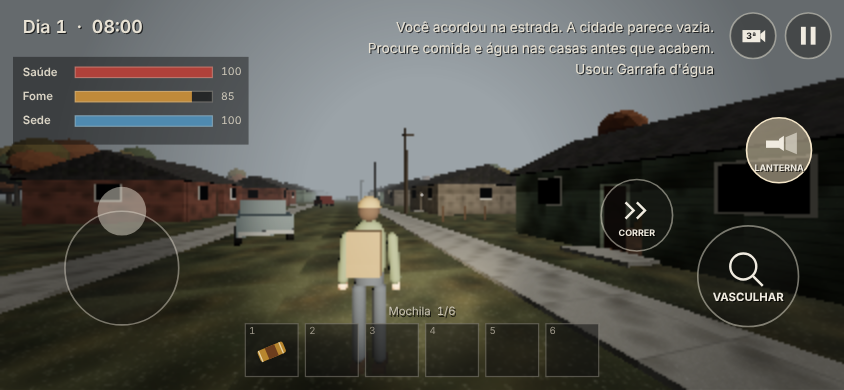 Dia 1 · 08:00
Você acordou na estrada. A cidade parece vazia.
Procure comida e água nas casas antes que acabem.
Usou: Garrafa d'água
3ª
Saúde 100
Fome 85
Sede 100
LANTERNA
CORRER
VASCULHAR
Mochila 1/6
1 2 3 4 5 6